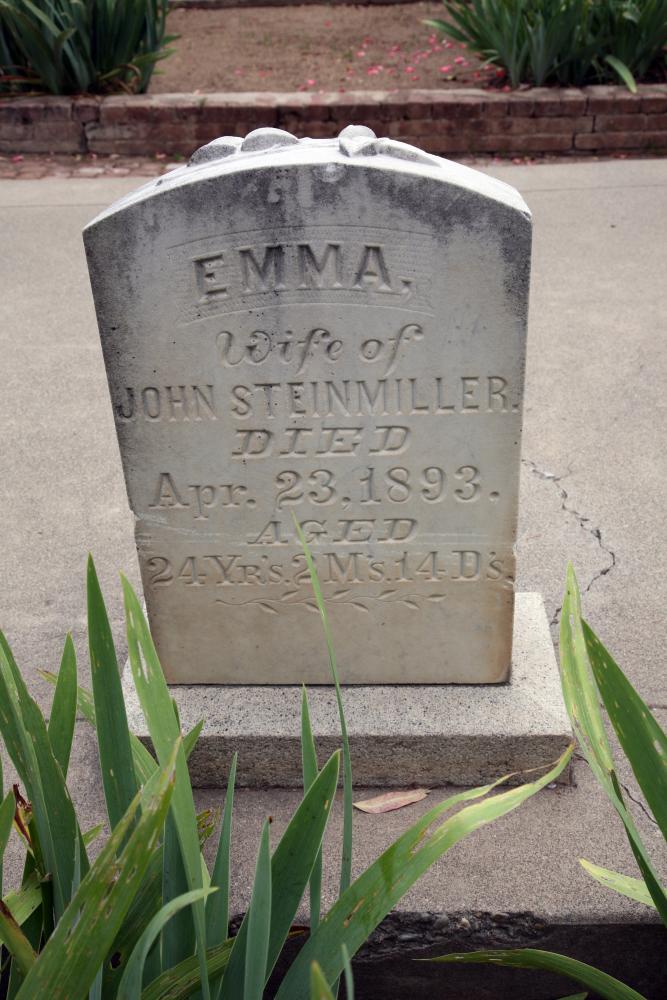 EMMA,
Wife of
JOHN STEINMILLER.
DIED
Apr. 23, 1893.
AGED
24 YRS. 2 MS. 14 D'S.